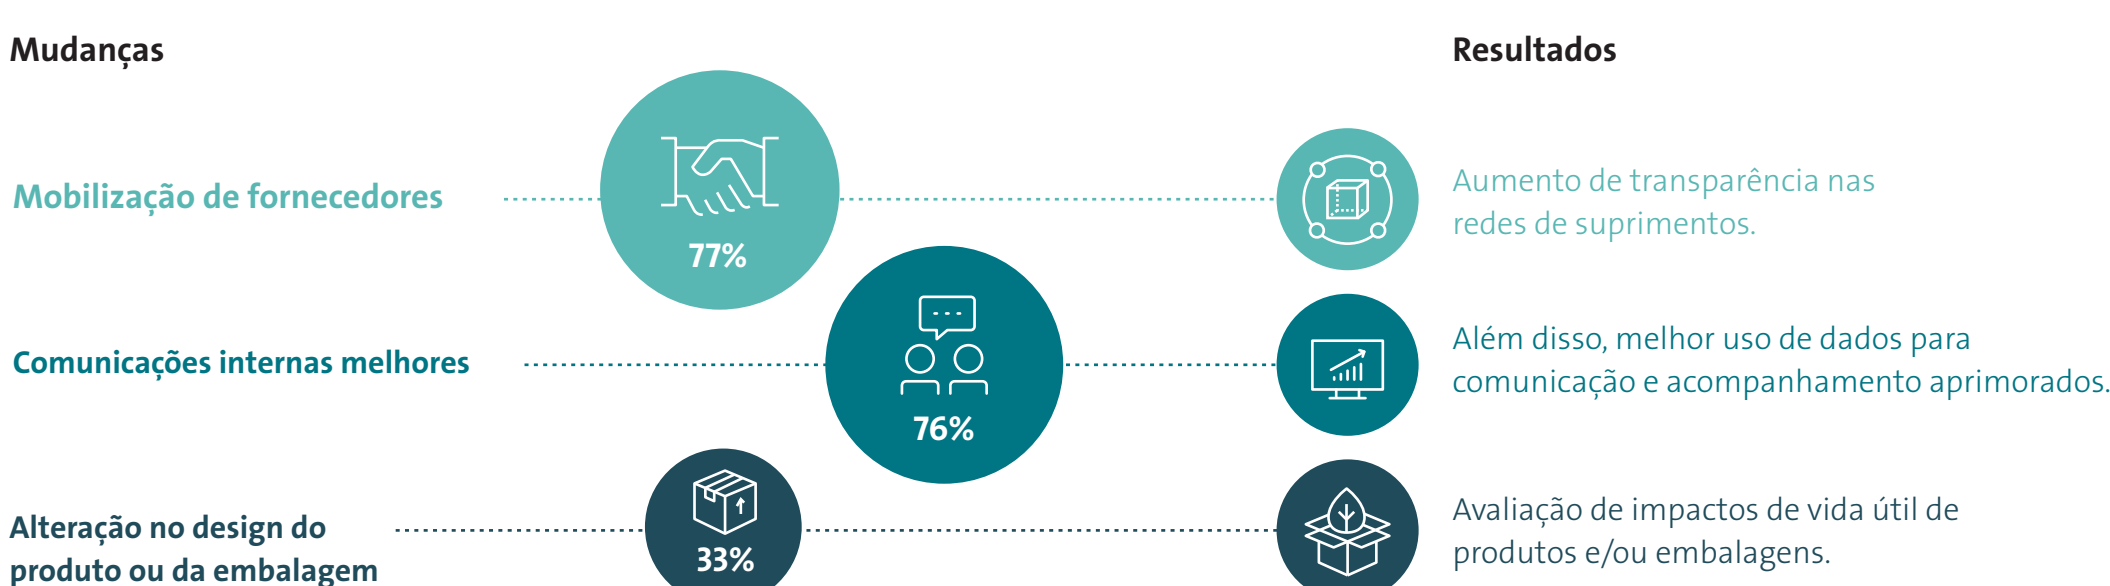 Mudanças
Resultados
Mobilização de fornecedores
77%
Aumento de transparência nas
redes de suprimentos.
Comunicações internas melhores
76%
Além disso, melhor uso de dados para
comunicação e acompanhamento aprimorados.
Alteração no design do
produto ou da embalagem
33%
Avaliação de impactos de vida útil de
produtos e/ou embalagens.